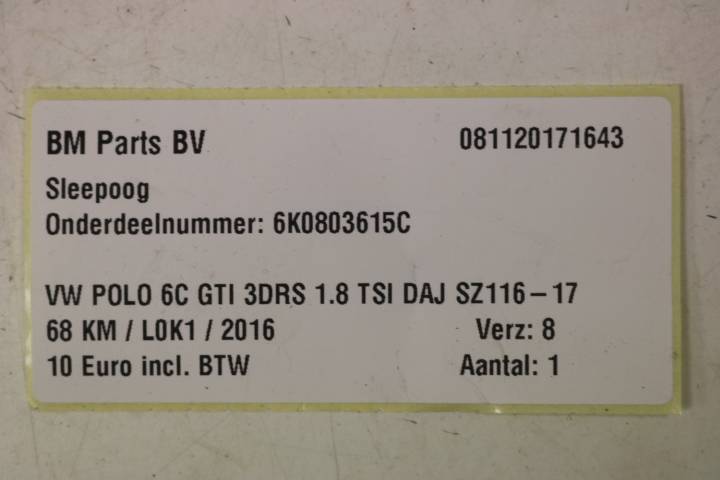 BM Parts BV 081120171643
Sleepoog
Onderdeelnummer: 6K0803615C
VW POLO 6C GTI 3DRS 1.8 TSI DAJ SZ116-17
68 KM / L0K1 / 2016 Verz: 8
10 Euro incl. BTW Aantal: 1